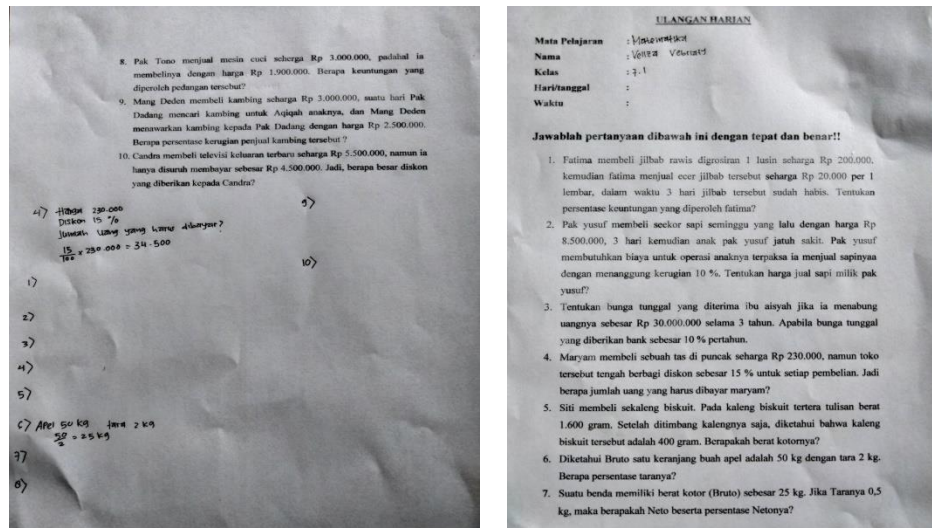 8. Pak Tono menjual mesin cuci seharga Rp 3.000.000, padahal ia
membelinya dengan harga Rp 1.900.000. Berapa keuntungan yang
diperoleh pedangan tersebut?
9. Mang Deden membeli kambing seharga Rp 3.000.000, suatu hari Pak
Dadang mencari kambing untuk Aqiqah anaknya, dan Mang Deden
menawarkan kambing kepada Pak Dadang dengan harga Rp 2.500.000.
Berapa persentase kerugian penjual kambing tersebut ?
10. Candra membeli televisi keluaran terbaru seharga Rp 5.500.000, namun ia
hanya disuruh membayar sebesar Rp 4.500.000. Jadi, berapa besar diskon
yang diberikan kepada Candra?
4) Harga 230.000
Diskon 15 %
Jumlah uang yang harus dibayar?
15/100 x 230.000 = 34.500
1)
2)
3)
4)
5)
6) Apel 50 kg tara 2 kg
50/2 = 25 kg
7)
8)
9)
10)
ULANGAN HARIAN
Mata Pelajaran : Matematika
Nama :
Kelas : 7.1
Hari/tanggal :
Waktu :
Jawablah pertanyaan dibawah ini dengan tepat dan benar!!
1. Fatima membeli jilbab rawis digrosiran 1 lusin seharga Rp 200.000,
kemudian fatima menjual ecer jilbab tersebut seharga Rp 20.000 per 1
lembar, dalam waktu 3 hari jilbab tersebut sudah habis. Tentukan
persentase keuntungan yang diperoleh fatima?
2. Pak yusuf membeli seekor sapi seminggu yang lalu dengan harga Rp
8.500.000, 3 hari kemudian anak pak yusuf jatuh sakit. Pak yusuf
membutuhkan biaya untuk operasi anaknya terpaksa ia menjual sapinyaa
dengan menanggung kerugian 10 %. Tentukan harga jual sapi milik pak
yusuf?
3. Tentukan bunga tunggal yang diterima ibu aisyah jika ia menabung
uangnya sebesar Rp 30.000.000 selama 3 tahun. Apabila bunga tunggal
yang diberikan bank sebesar 10 % pertahun.
4. Maryam membeli sebuah tas di puncak seharga Rp 230.000, namun toko
tersebut tengah berbagi diskon sebesar 15 % untuk setiap pembelian. Jadi
berapa jumlah uang yang harus dibayar maryam?
5. Siti membeli sekaleng biskuit. Pada kaleng biskuit tertera tulisan berat
1.600 gram. Setelah ditimbang kalengnya saja, diketahui bahwa kaleng
biskuit tersebut adalah 400 gram. Berapakah berat kotornya?
6. Diketahui Bruto satu keranjang buah apel adalah 50 kg dengan tara 2 kg.
Berapa persentase taranya?
7. Suatu benda memiliki berat kotor (Bruto) sebesar 25 kg. Jika Taranya 0,5
kg, maka berapakah Neto beserta persentase Netonya?